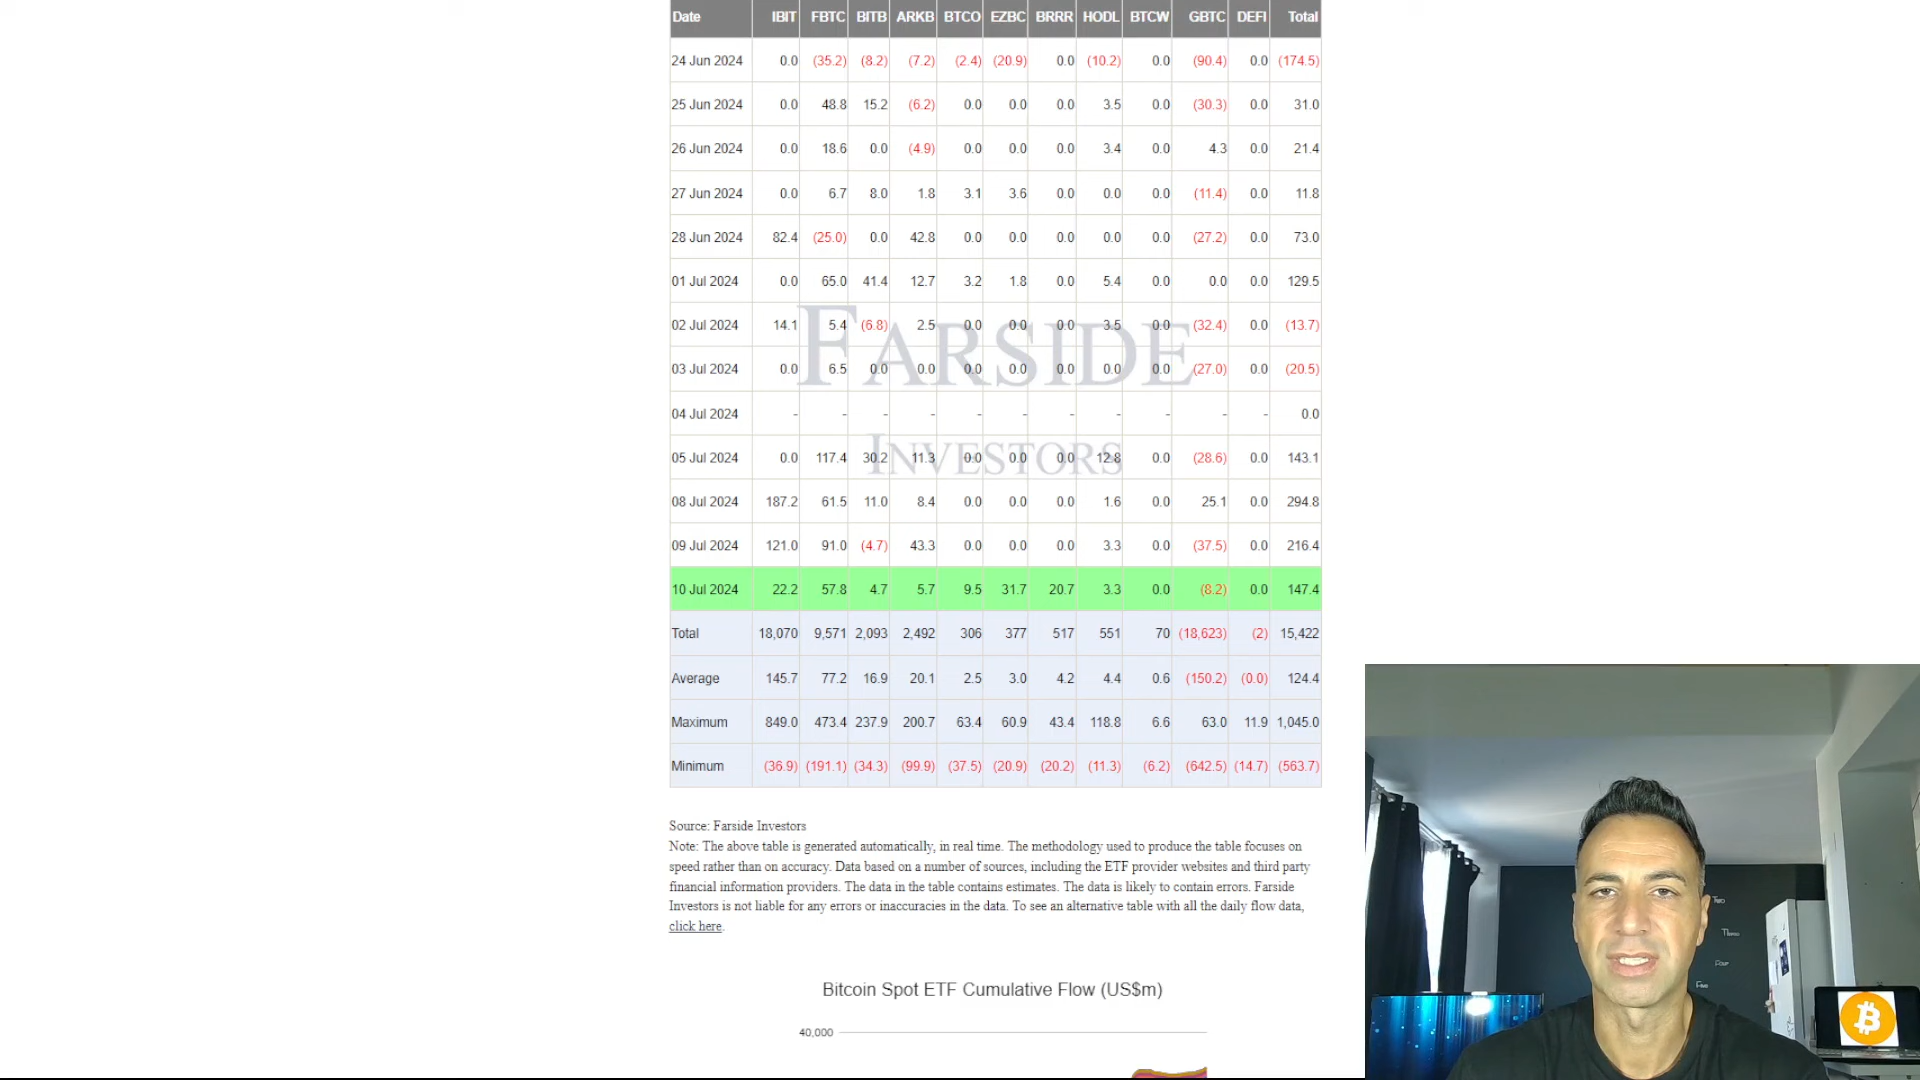 Date IBIT FBTC BITB ARKB BTCO EZBC BRRR HODL BTCW GBTC DEFI Total
24 Jun 2024 0.0 (35.2) (8.2) (7.2) (2.4) (20.9) 0.0 (10.2) 0.0 (90.4) 0.0 (174.5)
25 Jun 2024 0.0 48.8 15.2 (6.2) 0.0 0.0 0.0 3.5 0.0 (30.3) 0.0 31.0
26 Jun 2024 0.0 18.6 0.0 (4.9) 0.0 0.0 0.0 3.4 0.0 4.3 0.0 21.4
27 Jun 2024 0.0 6.7 8.0 1.8 3.1 3.6 0.0 0.0 0.0 (11.4) 0.0 11.8
28 Jun 2024 82.4 (25.0) 0.0 42.8 0.0 0.0 0.0 0.0 0.0 (27.2) 0.0 73.0
01 Jul 2024 0.0 65.0 41.4 12.7 3.2 1.8 0.0 5.4 0.0 0.0 0.0 129.5
02 Jul 2024 14.1 5.4 (6.8) 2.5 0.0 0.0 0.0 3.5 0.0 (32.4) 0.0 (13.7)
FARSIDE
03 Jul 2024 0.0 6.5 0.0 0.0 0.0 0.0 0.0 0.0 0.0 (27.0) 0.0 (20.5)
04 Jul 2024 - - - - - - - - - - - 0.0
05 Jul 2024 0.0 117.4 30.2 11.3 0.0 0.0 0.0 12.8 0.0 (28.6) 0.0 143.1
INVESTORS
08 Jul 2024 187.2 61.5 11.0 8.4 0.0 0.0 0.0 1.6 0.0 25.1 0.0 294.8
09 Jul 2024 121.0 91.0 (4.7) 43.3 0.0 0.0 0.0 3.3 0.0 (37.5) 0.0 216.4
10 Jul 2024 22.2 57.8 4.7 5.7 9.5 31.7 20.7 3.3 0.0 (8.2) 0.0 147.4
Total 18,070 9,571 2,093 2,492 306 377 517 551 70 (18,623) (2) 15,422
Average 145.7 77.2 16.9 20.1 2.5 3.0 4.2 4.4 0.6 (150.2) (0.0) 124.4
Maximum 849.0 473.4 237.9 200.7 63.4 60.9 43.4 118.8 6.6 63.0 11.9 1,045.0
Minimum (36.9) (191.1) (34.3) (99.9) (37.5) (20.9) (20.2) (11.3) (6.2) (642.5) (14.7) (563.7)
Source: Farside Investors
Note: The above table is generated automatically, in real time. The methodology used to produce the table focuses on
speed rather than on accuracy. Data based on a number of sources, including the ETF provider websites and third party
financial information providers. The data in the table contains estimates. The data is likely to contain errors. Farside
Investors is not liable for any errors or inaccuracies in the data. To see an alternative table with all the daily flow data,
click here.
Bitcoin Spot ETF Cumulative Flow (US$m)
40,000
Two
Three
Four
Five